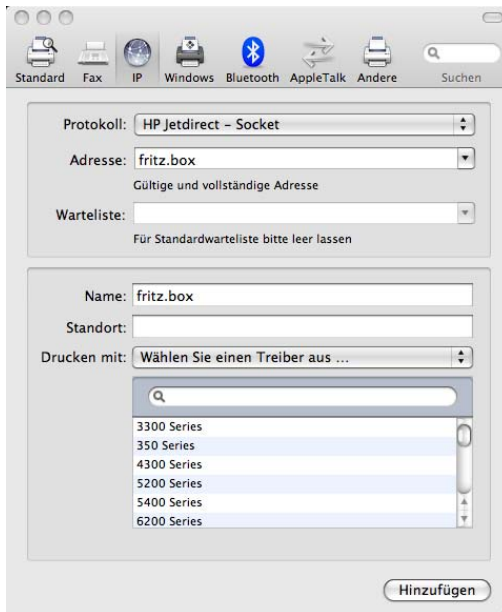 Standard Fax IP Windows Bluetooth AppleTalk Andere Suchen
Protokoll: HP Jetdirect – Socket
Adresse: fritz.box
Gültige und vollständige Adresse
Warteliste:
Für Standardwarteliste bitte leer lassen
Name: fritz.box
Standort:
Drucken mit: Wählen Sie einen Treiber aus ...
3300 Series
350 Series
4300 Series
5200 Series
5400 Series
6200 Series
Hinzufügen